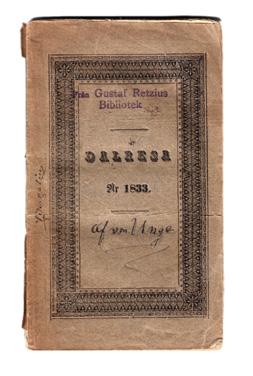 Från Gustaf Retzius
Bibliotek
DALRESA
År 1833.
af von Unge